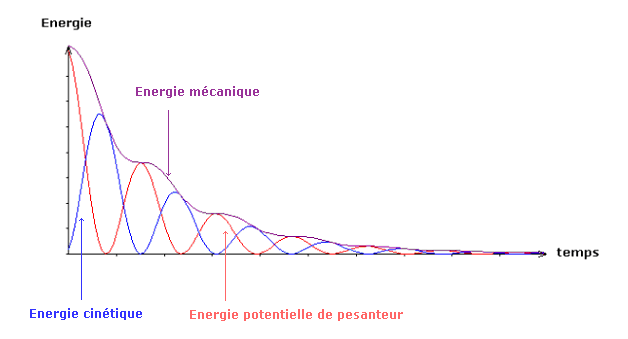 Energie
Energie mécanique
temps
Energie cinétique
Energie potentielle de pesanteur